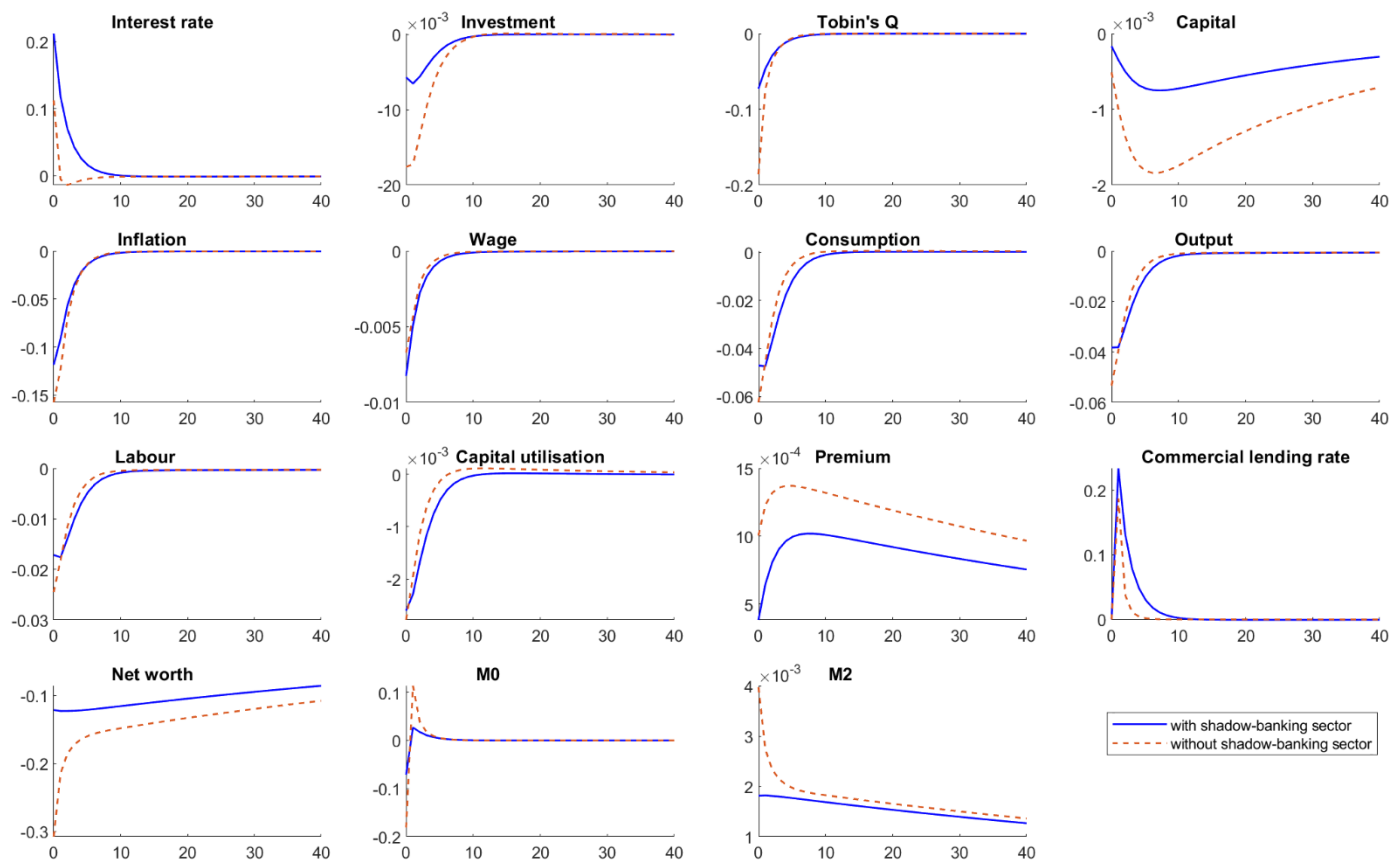 Interest rate
0.2
0.1
0
0 10 20 30 40
×10-3 Investment
0
-10
-20
0 10 20 30 40
Tobin's Q
0
-0.1
-0.2
0 10 20 30 40
×10-3 Capital
0
-1
-2
0 10 20 30 40
Inflation
0
-0.05
-0.1
-0.15
0 10 20 30 40
Wage
0
-0.005
-0.01
0 10 20 30 40
Consumption
0
-0.02
-0.04
-0.06
0 10 20 30 40
Output
0
-0.02
-0.04
-0.06
0 10 20 30 40
Labour
0
-0.01
-0.02
-0.03
0 10 20 30 40
×10-3 Capital utilisation
0
-1
-2
0 10 20 30 40
×10-4 Premium
15
10
5
0 10 20 30 40
Commercial lending rate
0.2
0.1
0
0 10 20 30 40
Net worth
-0.1
-0.2
-0.3
0 10 20 30 40
M0
0.1
0
-0.1
-0.2
0 10 20 30 40
×10-3 M2
4
3
2
1
0 10 20 30 40
with shadow-banking sector
without shadow-banking sector